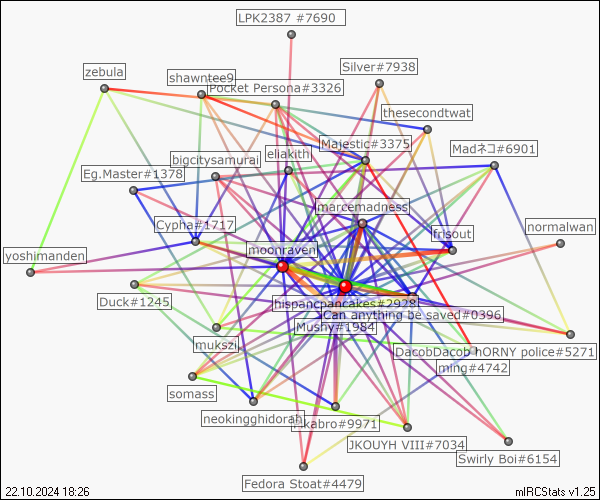 LPK2387 #7690
Silver#7938
zebula
shawntee9
Pocket Persona#3326
thesecondtwat
Majestic#3375
Madネコ#6901
eliakith
bigcitysamurai
Eg.Master#1378
marcemadness
Cypha#1717
frisout
normalwan
moonraven
yoshimanden
Duck#1245
hispancpancakes#2928
Can anything be saved#0396
Mushy#1984
mukszij
DacobDacob
hORNY police#5271
ming#4742
somass
neokingghidorah
#9971
JKOUYH VIII#7034
Swirly Boi#6154
Fedora Stoat#4479
22.10.2024 18:26
mIRCStats v1.25